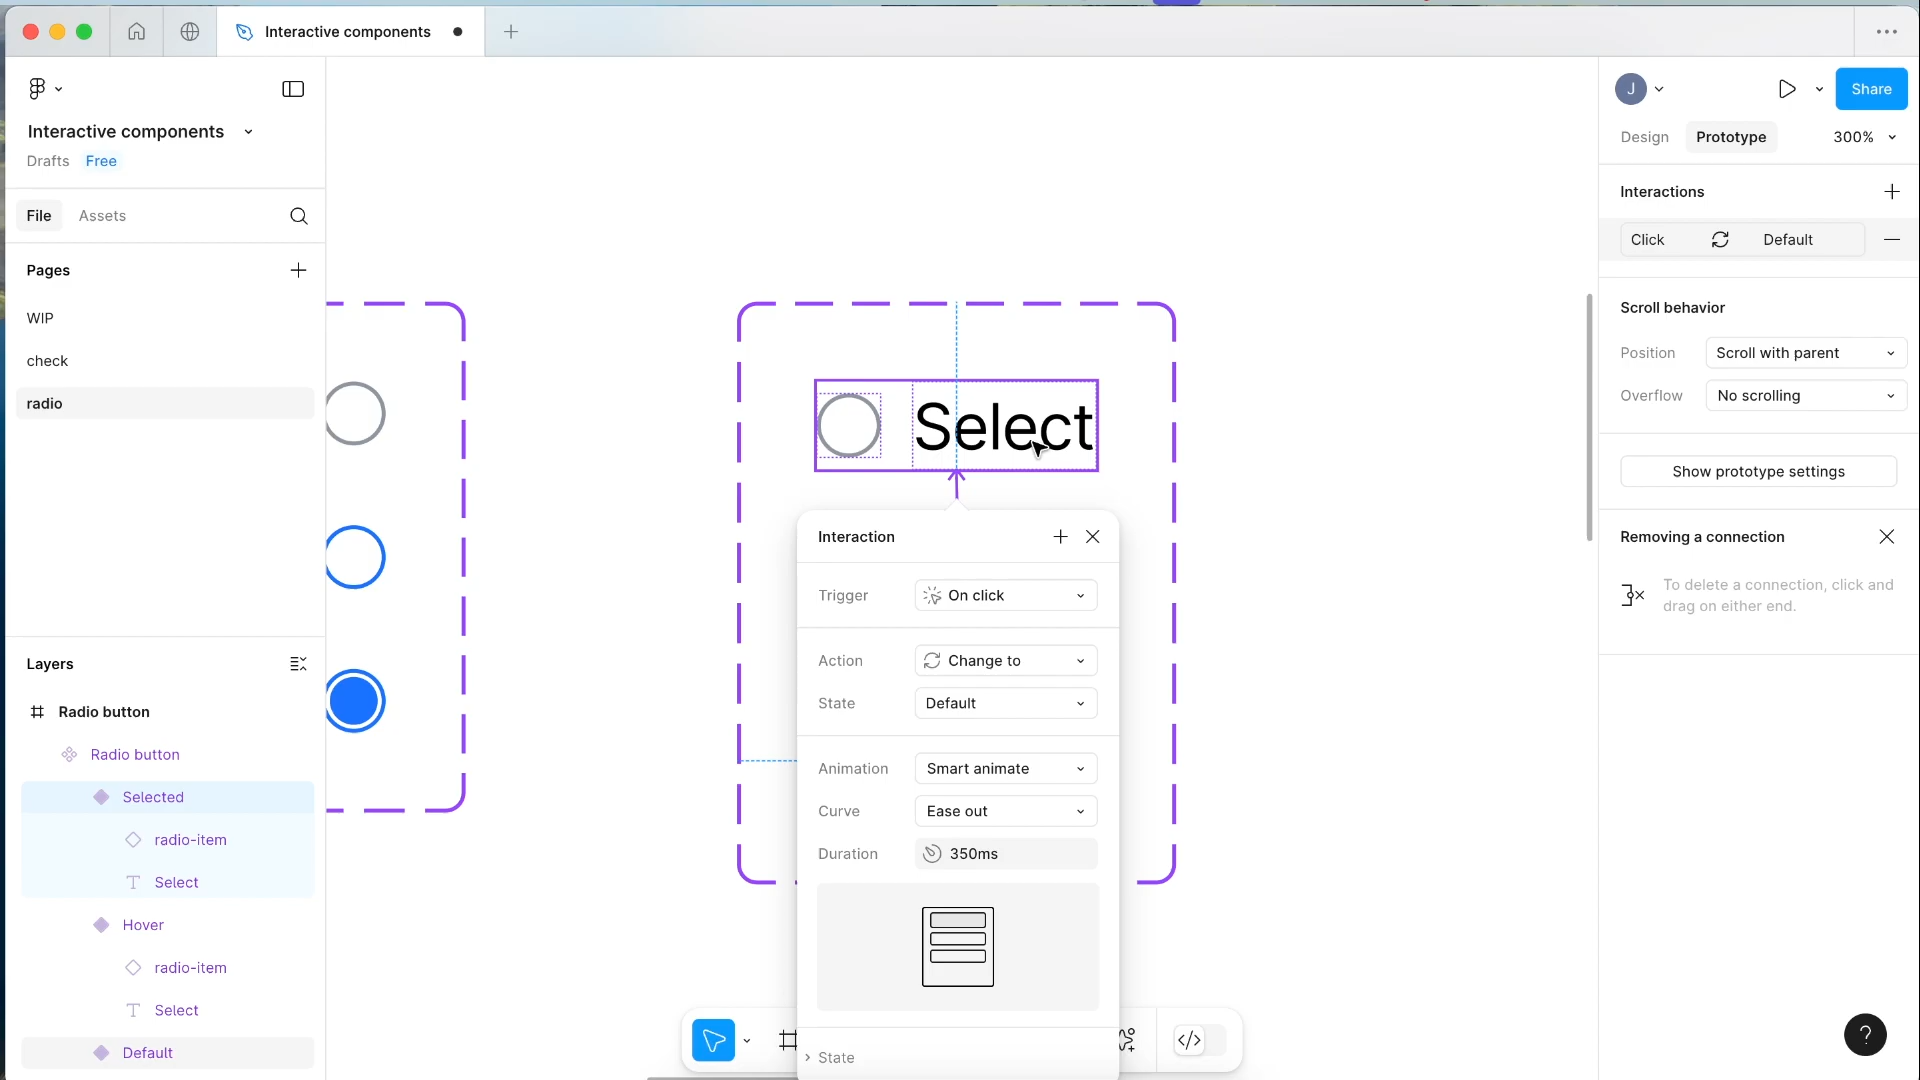 Interactive components
Interactive components
Drafts Free
File Assets
Pages
WIP
check
radio
Layers
Radio button
Radio button
Selected
radio-item
Select
Hover
radio-item
Select
Default
Select
Interaction
Trigger On click
Action Change to
State Default
Animation Smart animate
Curve Ease out
Duration 350ms
State
J
Share
Design Prototype 300%
Interactions
Click Default
Scroll behavior
Position Scroll with parent
Overflow No scrolling
Show prototype settings
Removing a connection
To delete a connection, click and
drag on either end.
?